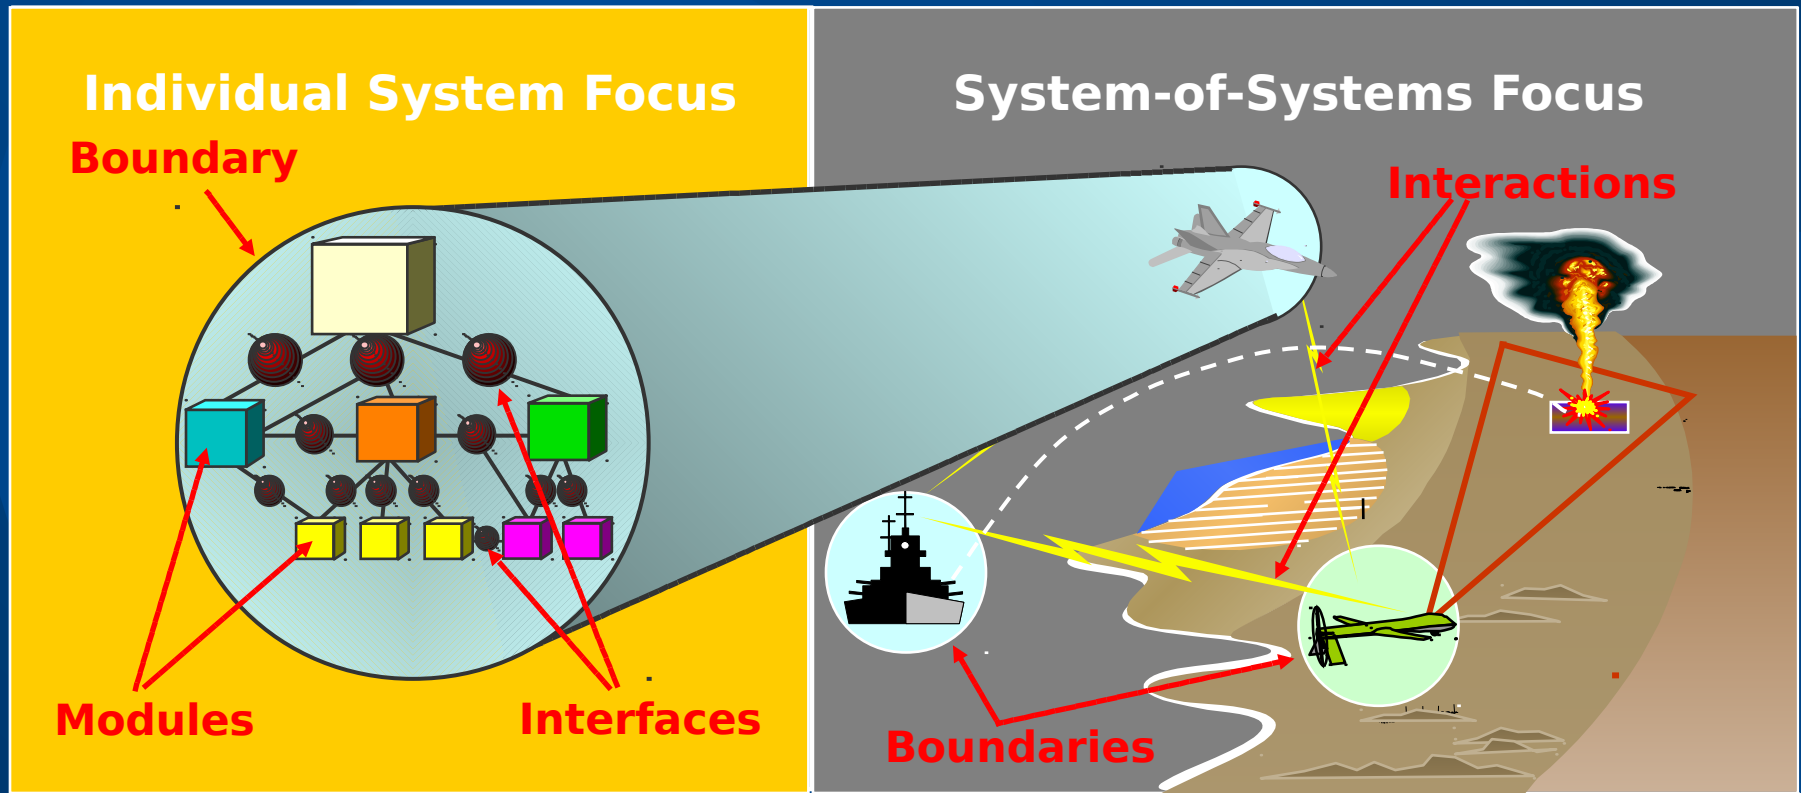 Individual System Focus
Boundary
Modules
Interfaces
System-of-Systems Focus
Interactions
Boundaries